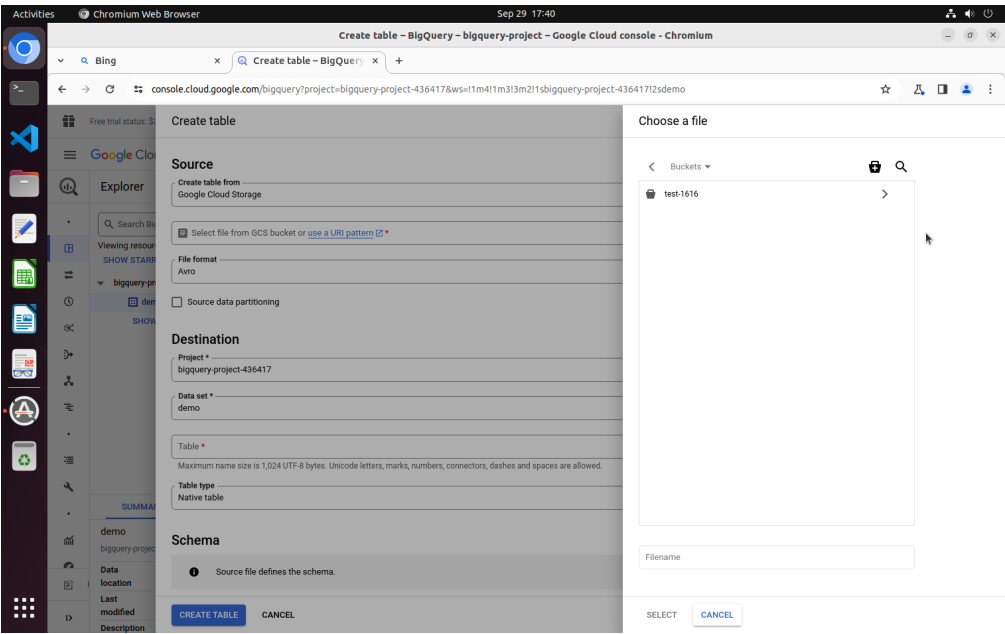 Activities
Chromium Web Browser
Sep 29 17:40
Create table – BigQuery – bigquery-project – Google Cloud console - Chromium
Bing
Create table – BigQuery
console.cloud.google.com/bigquery?project=bigquery-project-436417&ws=!1m4!1m3!3m2!1sbigquery-project-436417!2sdemo
Free trial status:
Google
Explorer
Search
Viewing
SHOW
demo
Data
location
Last
modified
Description
Create table
Source
Create table from
Google Cloud Storage
Select file from GCS bucket or use a URI pattern *
File format
Avro
Source data partitioning
Destination
Project *
bigquery-project-436417
Data set *
demo
Table *
Maximum name size is 1,024 UTF-8 bytes. Unicode letters, marks, numbers, connectors, dashes and spaces are allowed.
Table type
Native table
Schema
Source file defines the schema.
CREATE TABLE
CANCEL
Choose a file
Buckets
test-1616
Filename
SELECT
CANCEL